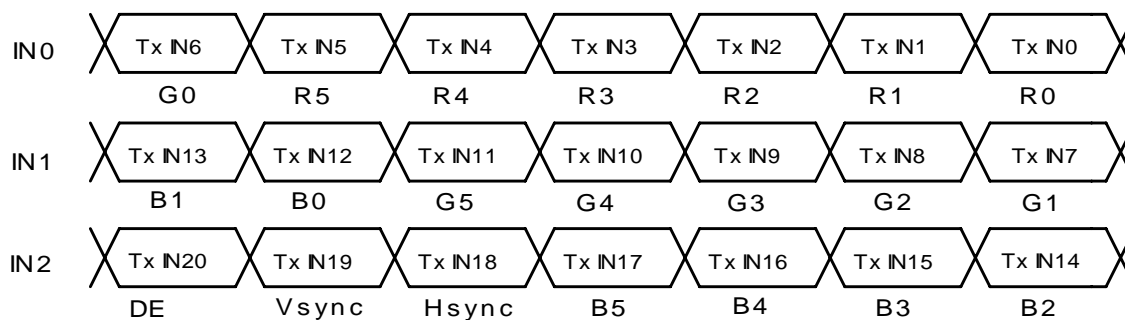 IN0 Tx IN6 Tx IN5 Tx IN4 Tx IN3 Tx IN2 Tx IN1 Tx IN0
G0 R5 R4 R3 R2 R1 R0
IN1 Tx IN13 Tx IN12 Tx IN11 Tx IN10 Tx IN9 Tx IN8 Tx IN7
B1 B0 G5 G4 G3 G2 G1
IN2 Tx IN20 Tx IN19 Tx IN18 Tx IN17 Tx IN16 Tx IN15 Tx IN14
DE Vsync Hsync B5 B4 B3 B2